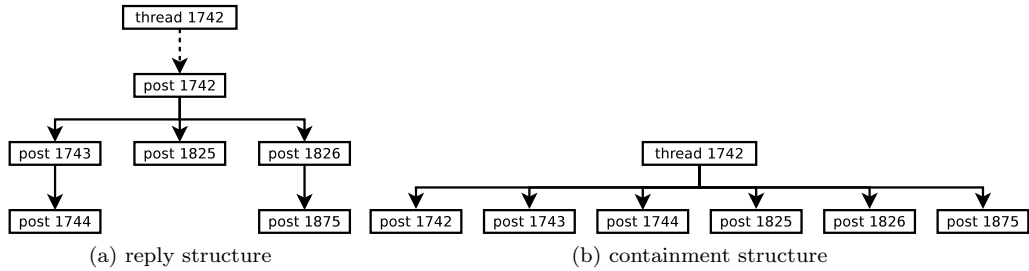 thread 1742
post 1742
post 1743 post 1825 post 1826
post 1744 post 1875
(a) reply structure
thread 1742
post 1742 post 1743 post 1744 post 1825 post 1826 post 1875
(b) containment structure